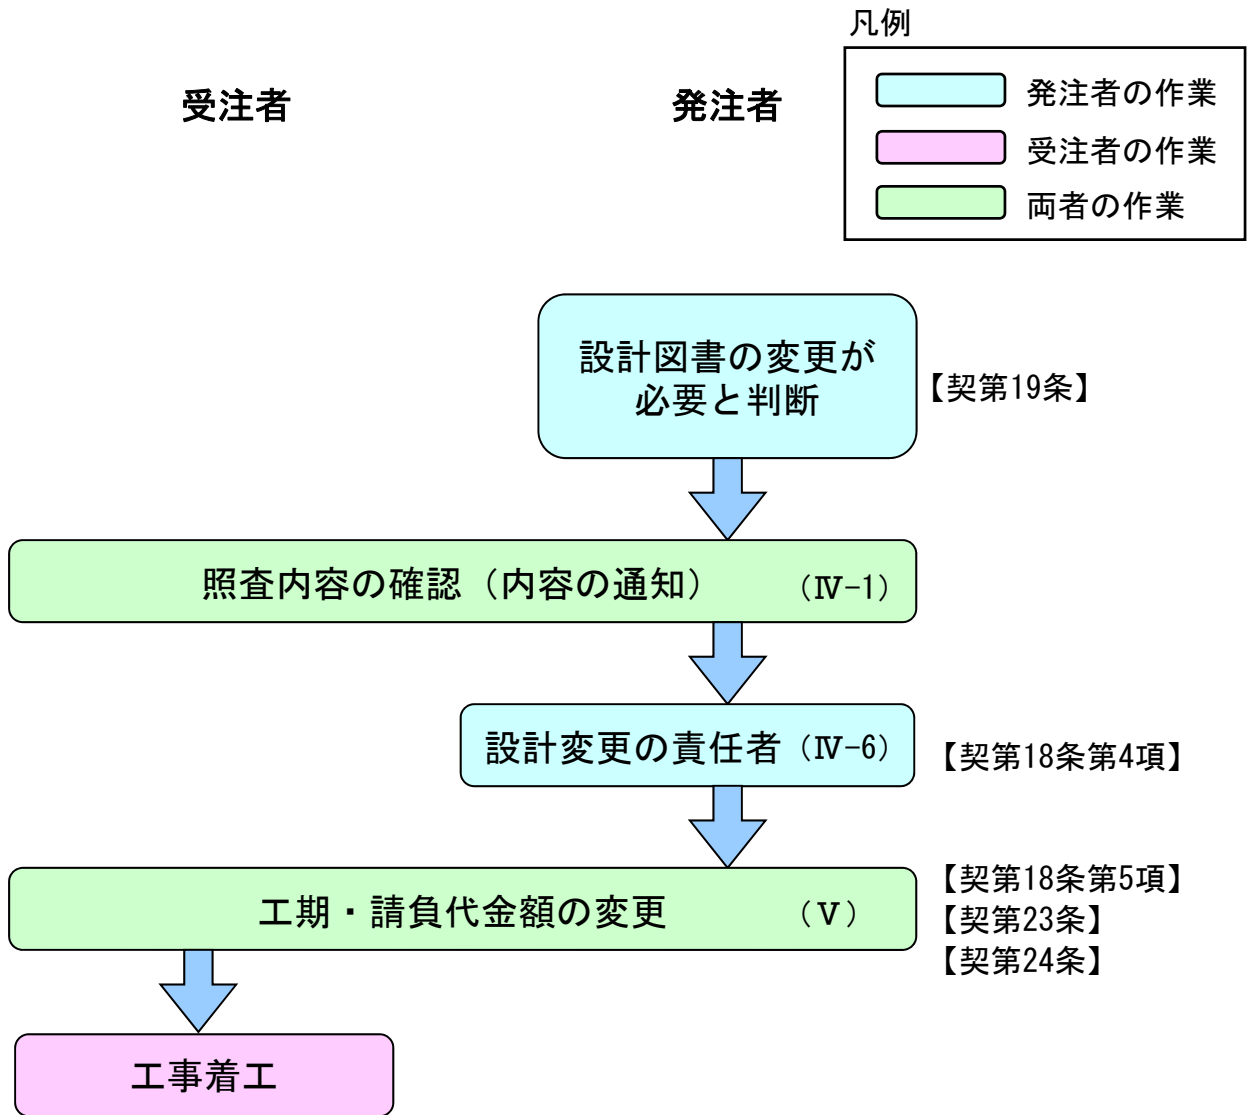 凡例
発注者の作業
受注者の作業
両者の作業
受注者
発注者
設計図書の変更が
必要と判断
【契第19条】
照査内容の確認（内容の通知）　（Ⅳ-1）
設計変更の責任者（Ⅳ-6）
【契第18条第4項】
工期・請負代金額の変更　（Ⅴ）
【契第18条第5項】
【契第23条】
【契第24条】
工事着工